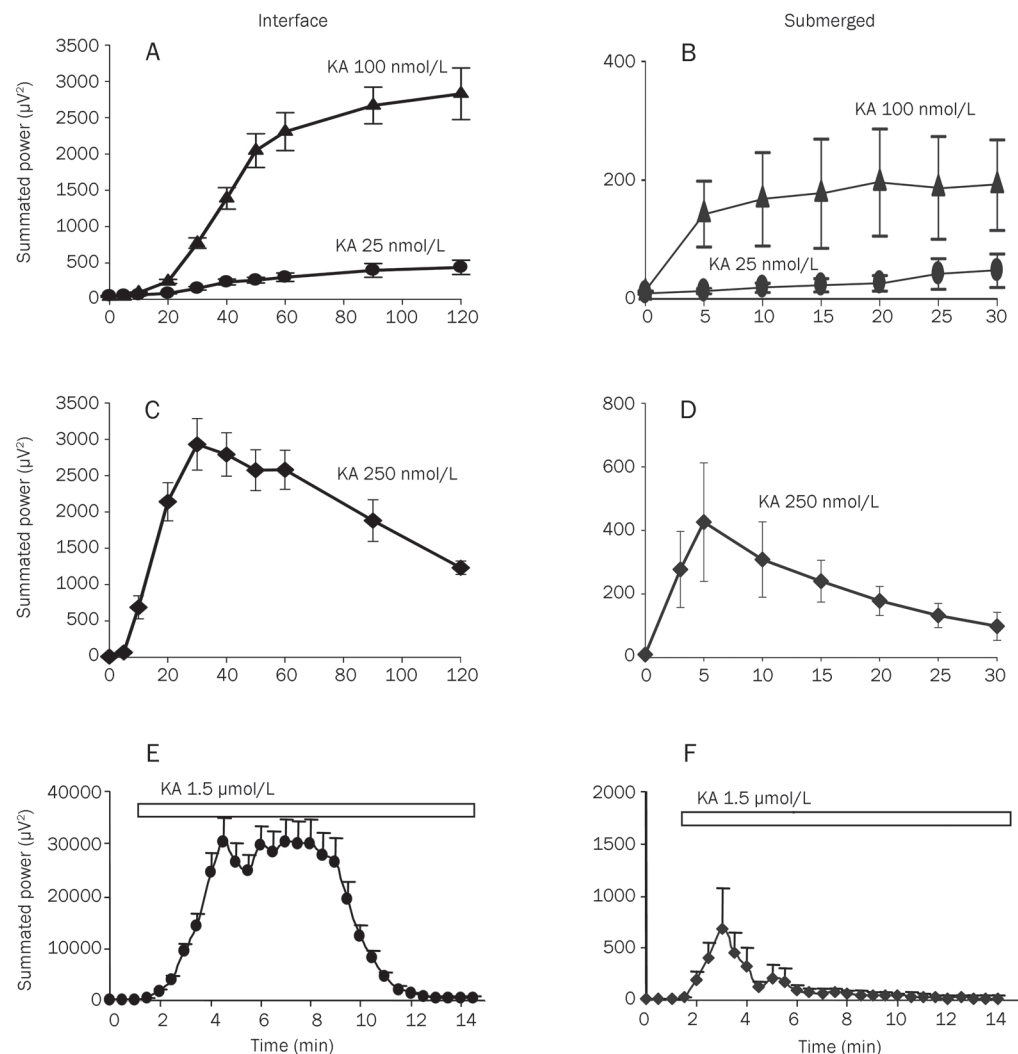 Interface
Submerged
A
Summated power (µV²)
3500
3000
2500
2000
1500
1000
500
0
KA 100 nmol/L
KA 25 nmol/L
0 20 40 60 80 100 120
B
400
200
0
KA 100 nmol/L
KA 25 nmol/L
0 5 10 15 20 25 30
C
Summated power (µV²)
3500
3000
2500
2000
1500
1000
500
0
KA 250 nmol/L
0 20 40 60 80 100 120
D
800
600
400
200
0
KA 250 nmol/L
0 5 10 15 20 25 30
E
Summated power (µV²)
40000
30000
20000
10000
0
KA 1.5 µmol/L
0 2 4 6 8 10 12 14
Time (min)
F
2000
1500
1000
500
0
KA 1.5 µmol/L
0 2 4 6 8 10 12 14
Time (min)